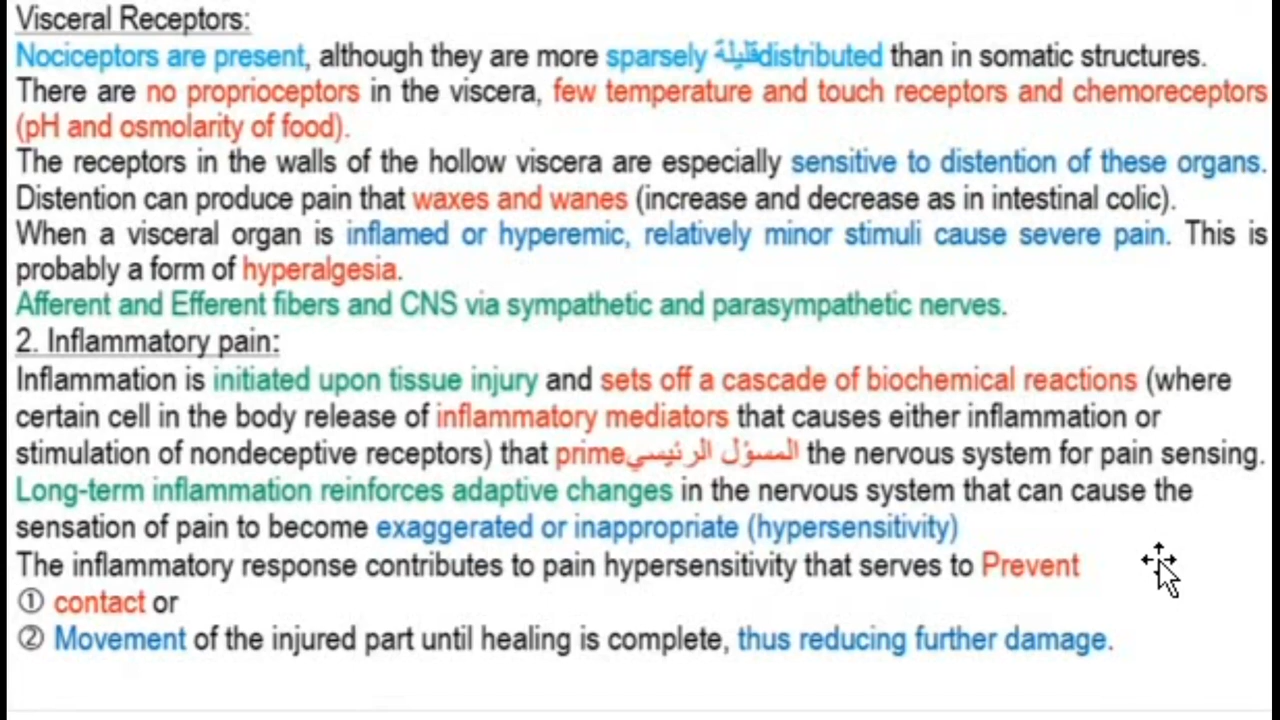 Visceral Receptors:
Nociceptors are present, although they are more sparsely قليلة distributed than in somatic structures.
There are no proprioceptors in the viscera, few temperature and touch receptors and chemoreceptors
(pH and osmolarity of food).
The receptors in the walls of the hollow viscera are especially sensitive to distention of these organs.
Distention can produce pain that waxes and wanes (increase and decrease as in intestinal colic).
When a visceral organ is inflamed or hyperemic, relatively minor stimuli cause severe pain. This is
probably a form of hyperalgesia.
Afferent and Efferent fibers and CNS via sympathetic and parasympathetic nerves.
2. Inflammatory pain:
Inflammation is initiated upon tissue injury and sets off a cascade of biochemical reactions (where
certain cell in the body release of inflammatory mediators that causes either inflammation or
stimulation of nondeceptive receptors) that prime المسؤل الرئيسي the nervous system for pain sensing.
Long-term inflammation reinforces adaptive changes in the nervous system that can cause the
sensation of pain to become exaggerated or inappropriate (hypersensitivity)
The inflammatory response contributes to pain hypersensitivity that serves to Prevent
① contact or
② Movement of the injured part until healing is complete, thus reducing further damage.